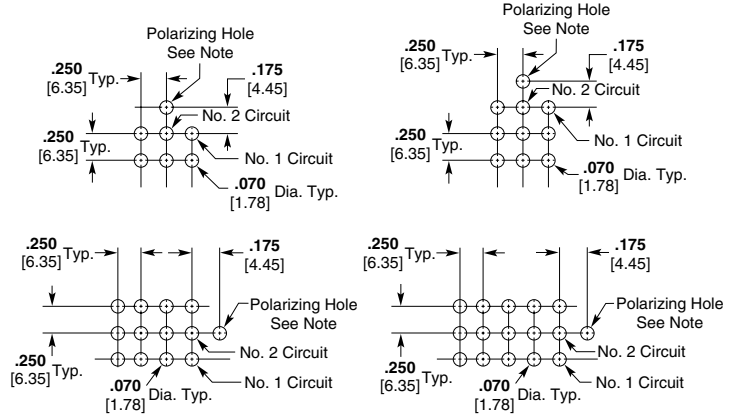 Polarizing Hole
See Note
.250
[6.35] Typ.
.175
[4.45]
No. 2 Circuit
.250
[6.35] Typ.
No. 1 Circuit
.070
[1.78] Dia. Typ.
Polarizing Hole
See Note
.250
[6.35] Typ.
.175
[4.45]
No. 2 Circuit
.250
[6.35] Typ.
No. 1 Circuit
.070
[1.78] Dia. Typ.
.250
[6.35] Typ.
.175
[4.45]
Polarizing Hole
See Note
No. 2 Circuit
.250
[6.35] Typ.
.070
[1.78] Dia. Typ.
No. 1 Circuit
.250
[6.35] Typ.
.175
[4.45]
Polarizing Hole
See Note
No. 2 Circuit
.250
[6.35] Typ.
.070
[1.78] Dia. Typ.
No. 1 Circuit